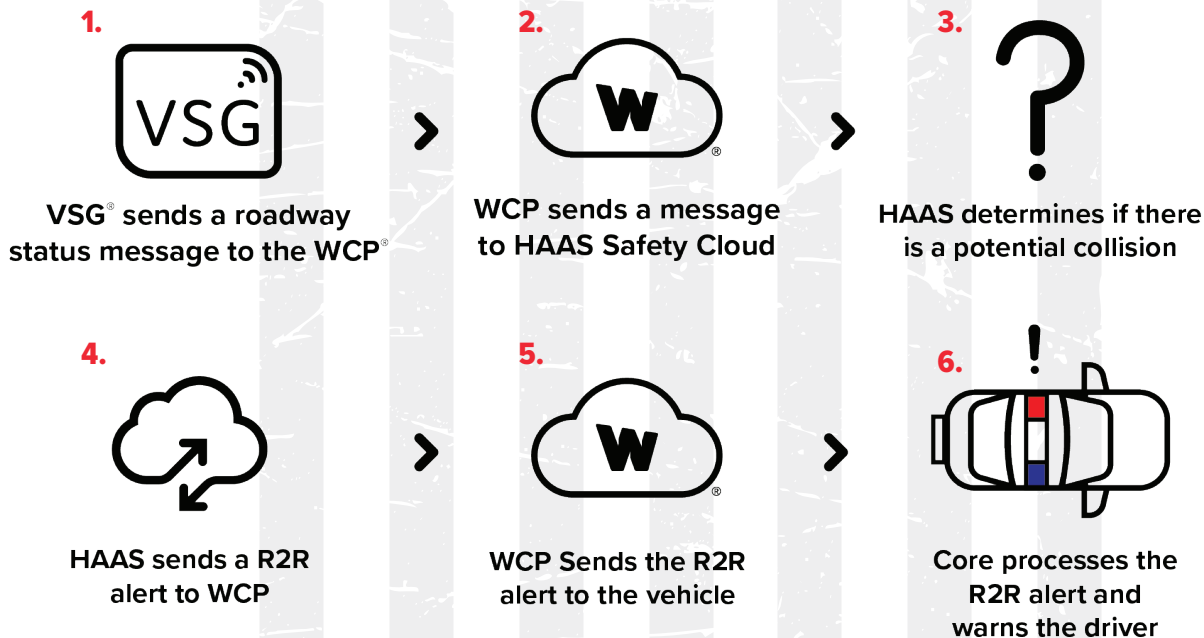 1.
VSG
VSG® sends a roadway
status message to the WCP®
2.
W
®
WCP sends a message
to HAAS Safety Cloud
3.
?
HAAS determines if there
is a potential collision
4.
HAAS sends a R2R
alert to WCP
5.
W
®
WCP Sends the R2R
alert to the vehicle
6.
!
Core processes the
R2R alert and
warns the driver